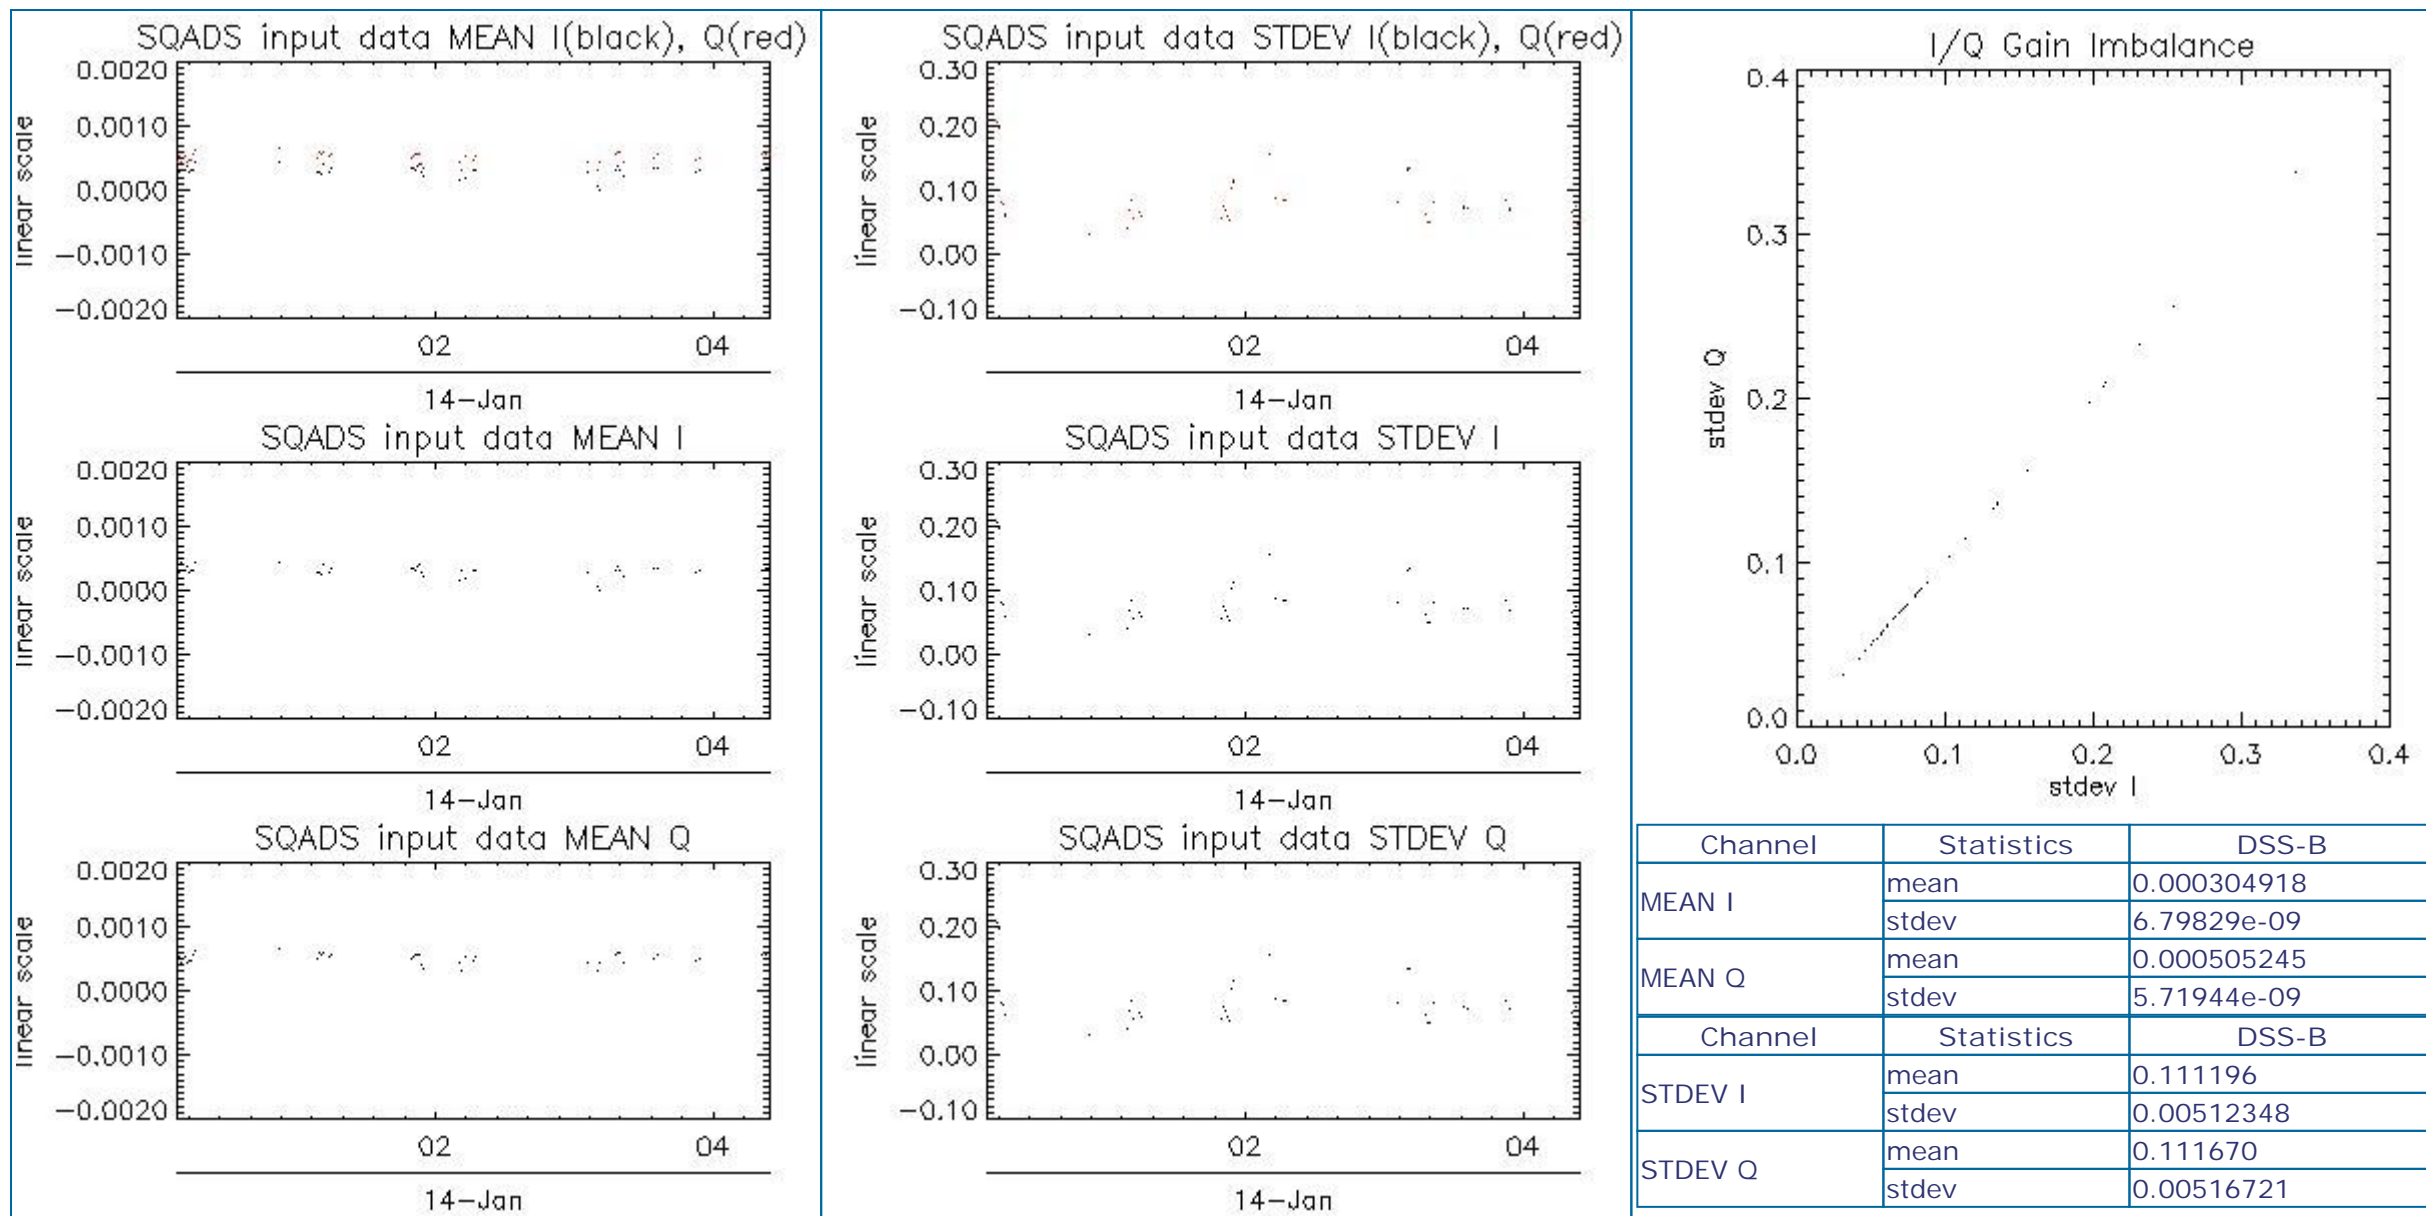 SQADS input data MEAN I(black), Q(red)
0.0020
0.0010
0.0000
−0.0010
−0.0020
linear scale
02 04
14−Jan
SQADS input data MEAN I
0.0020
0.0010
0.0000
−0.0010
−0.0020
linear scale
02 04
14−Jan
SQADS input data MEAN Q
0.0020
0.0010
0.0000
−0.0010
−0.0020
linear scale
02 04
14−Jan
SQADS input data STDEV I(black), Q(red)
0.30
0.20
0.10
0.00
−0.10
linear scale
02 04
14−Jan
SQADS input data STDEV I
0.30
0.20
0.10
0.00
−0.10
linear scale
02 04
14−Jan
SQADS input data STDEV Q
0.30
0.20
0.10
0.00
−0.10
linear scale
02 04
14−Jan
I/Q Gain Imbalance
0.4
0.3
0.2
0.1
0.0
stdev Q
0.0 0.1 0.2 0.3 0.4
stdev I
Channel Statistics DSS-B
MEAN I mean 0.000304918
stdev 6.79829e-09
MEAN Q mean 0.000505245
stdev 5.71944e-09
Channel Statistics DSS-B
STDEV I mean 0.111196
stdev 0.00512348
STDEV Q mean 0.111670
stdev 0.00516721